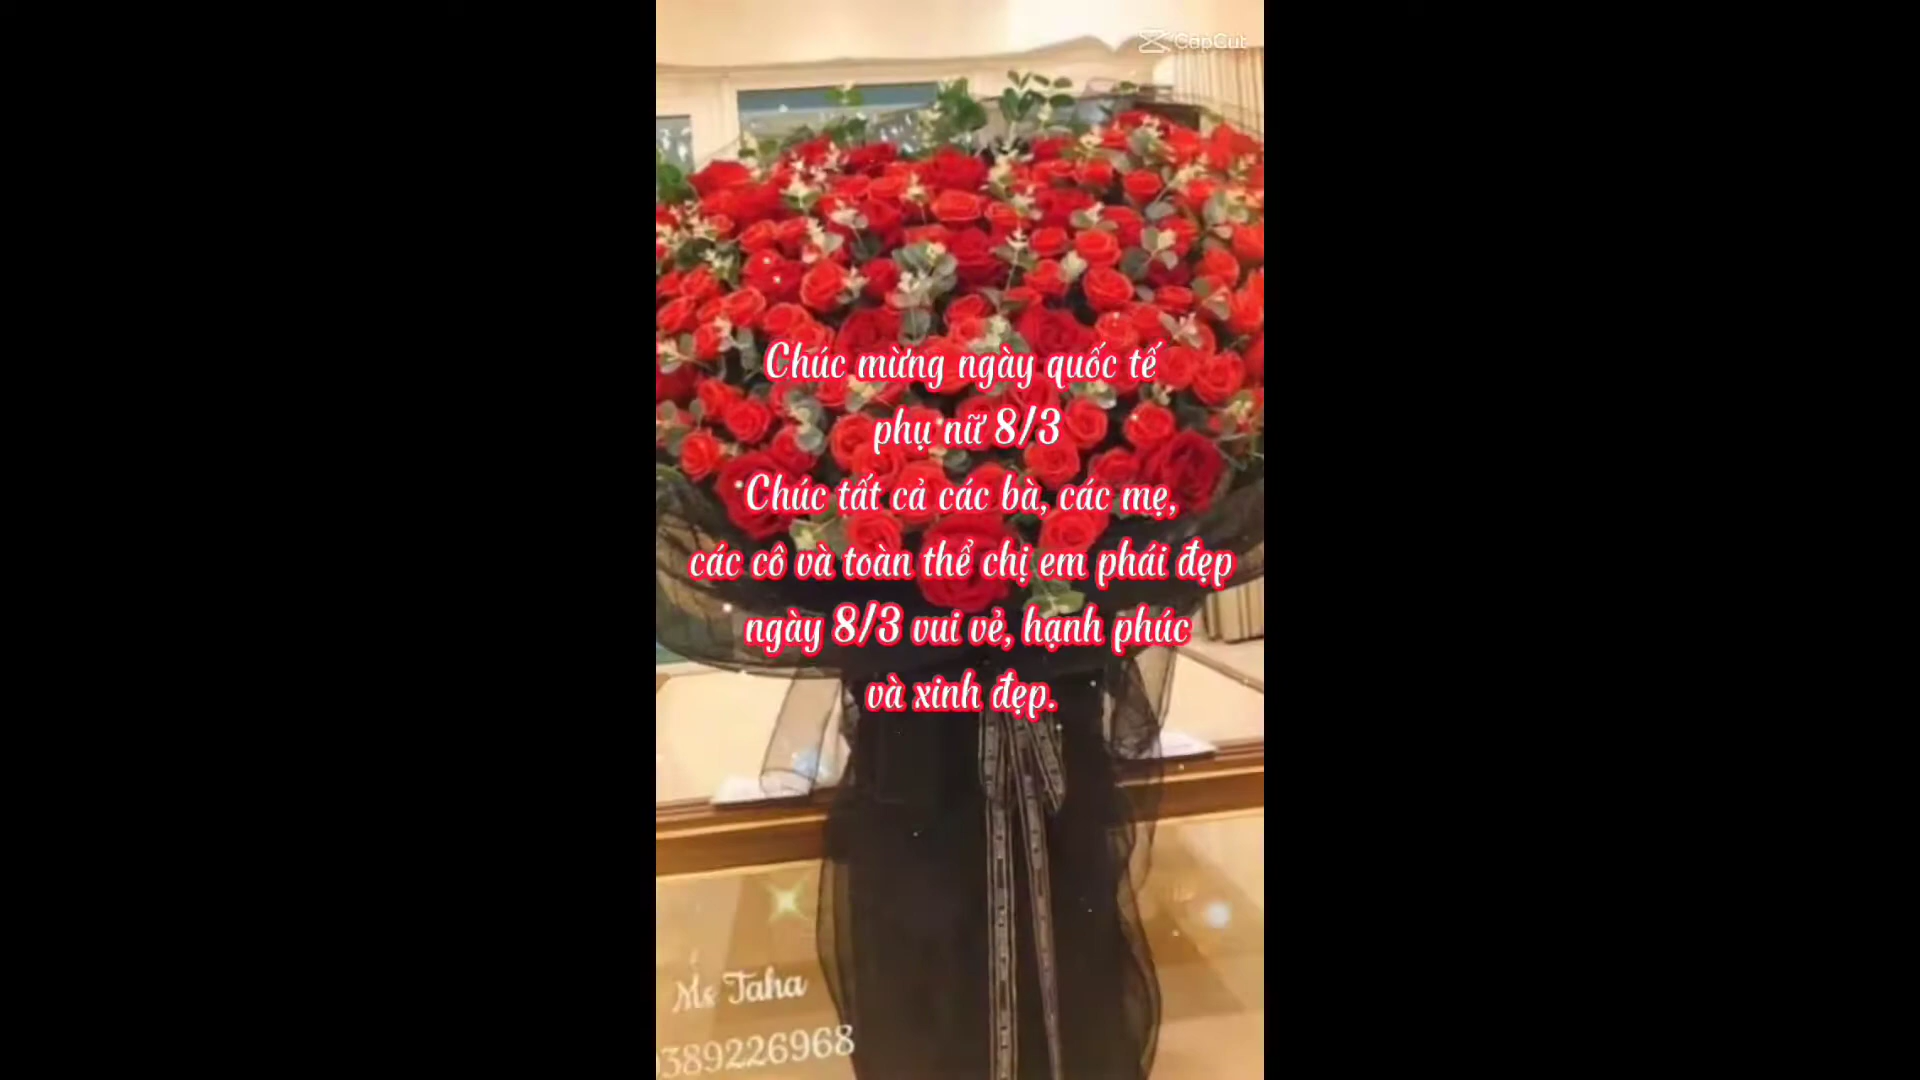 CapCut
Chúc mừng ngày quốc tế
phụ nữ 8/3
Chúc tất cả các bà, các mẹ,
các cô và toàn thể chị em phái đẹp
ngày 8/3 vui vẻ, hạnh phúc
và xinh đẹp.
Ms Taha
0389226968